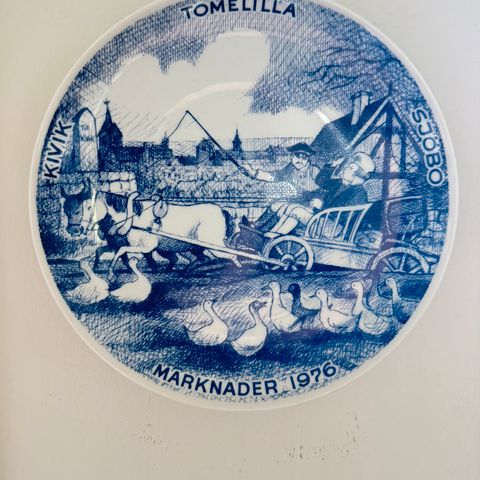 TOMELILLA
KIVIK
SJÖBO
MARKNADER 1976